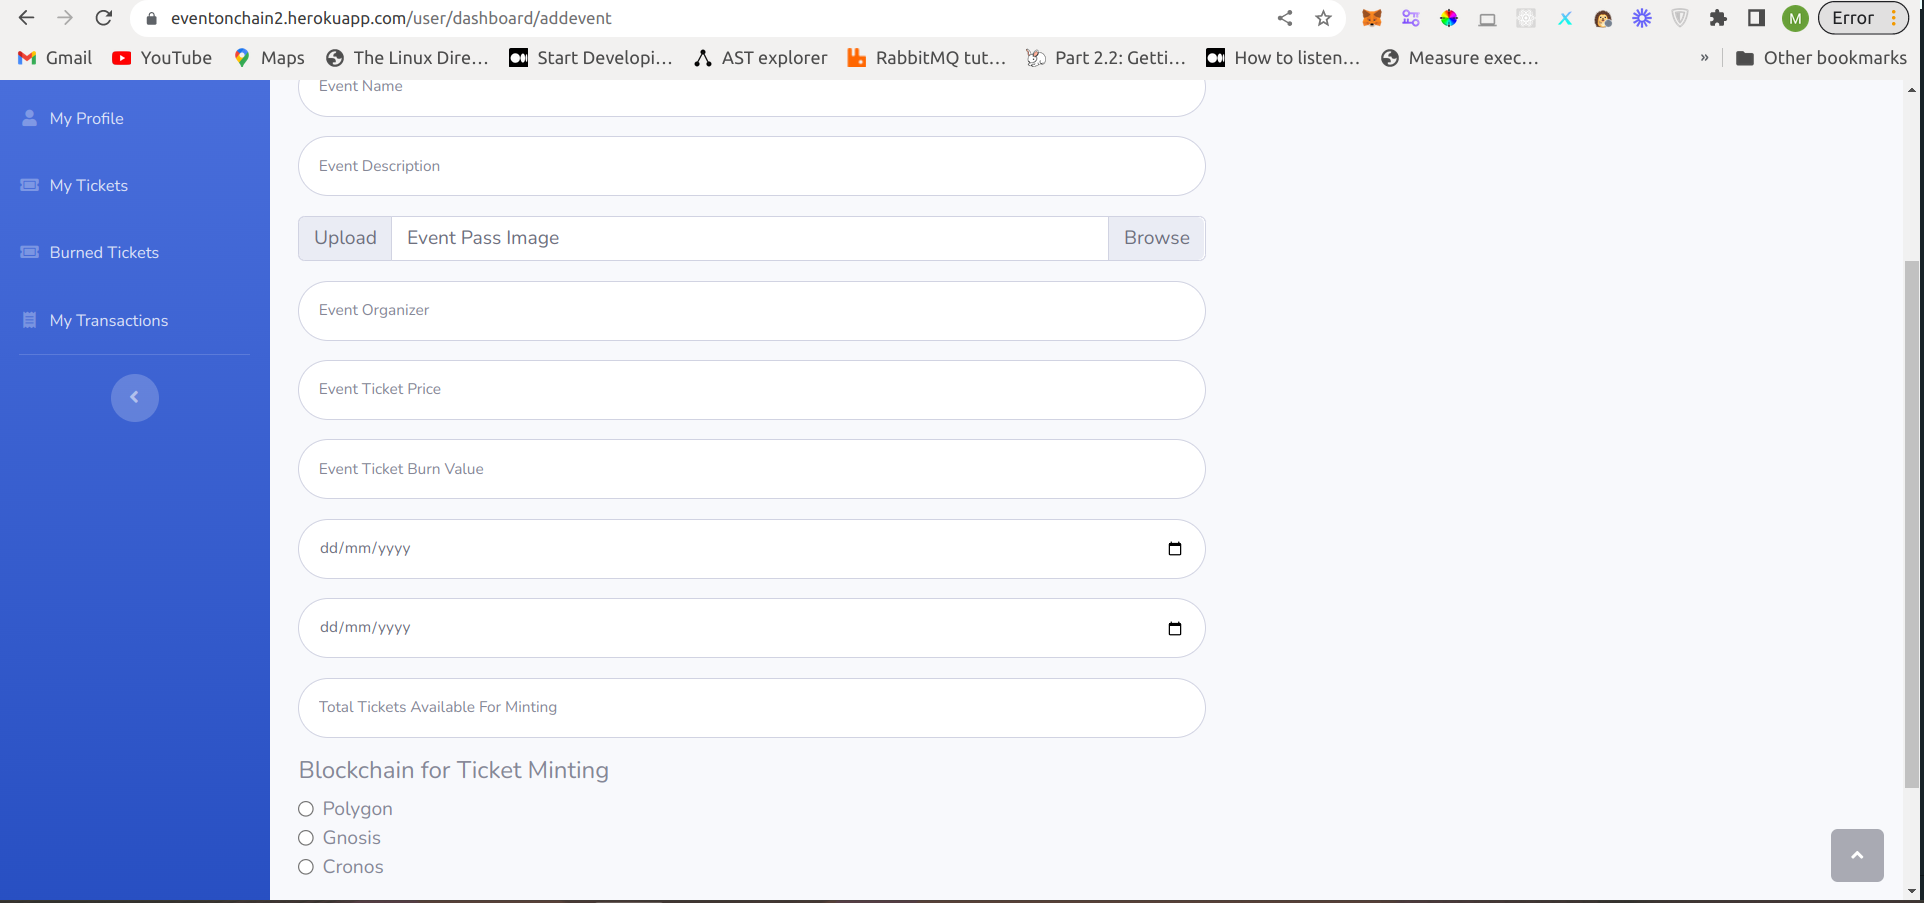 eventonchain2.herokuapp.com/user/dashboard/addevent
M
Error
Gmail
YouTube
Maps
The Linux Dire...
Start Developi...
AST explorer
RabbitMQ tut...
Part 2.2: Getti...
How to listen...
Measure exec...
»
Other bookmarks
My Profile
My Tickets
Burned Tickets
My Transactions
Event Name
Event Description
Upload
Event Pass Image
Browse
Event Organizer
Event Ticket Price
Event Ticket Burn Value
dd/mm/yyyy
dd/mm/yyyy
Total Tickets Available For Minting
Blockchain for Ticket Minting
Polygon
Gnosis
Cronos